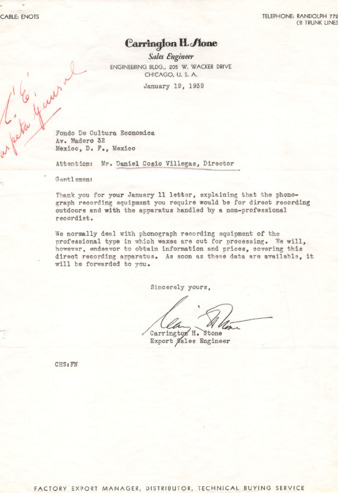 CABLE: ENOTS
TELEPHONE: RANDOLPH
(8 TRUNK LINES
Carrington H. Stone
Sales Engineer
ENGINEERING BLDG., 205 W. WACKER DRIVE
CHICAGO, U. S. A.
January 19, 1939
Fondo De Cultura Economica
Av. Madero 32
Mexico, D. F., Mexico
Attention: Mr. Daniel Cosio Villegas, Director
Gentlemen:
Thank you for your January 11 letter, explaining that the phono-
graph recording equipment you require would be for direct recording
outdoors and with the apparatus handled by a non-professional
recordist.
We normally deal with phonograph recording equipment of the
professional type in which waxes are cut for processing. We will,
however, endeavor to obtain information and prices, covering this
direct recording apparatus. As soon as these data are available, it
will be forwarded to you.
Sincerely yours,
Carrington H. Stone
Export Sales Engineer
CHS:FN
FACTORY EXPORT MANAGER, DISTRIBUTOR, TECHNICAL BUYING SERVICE